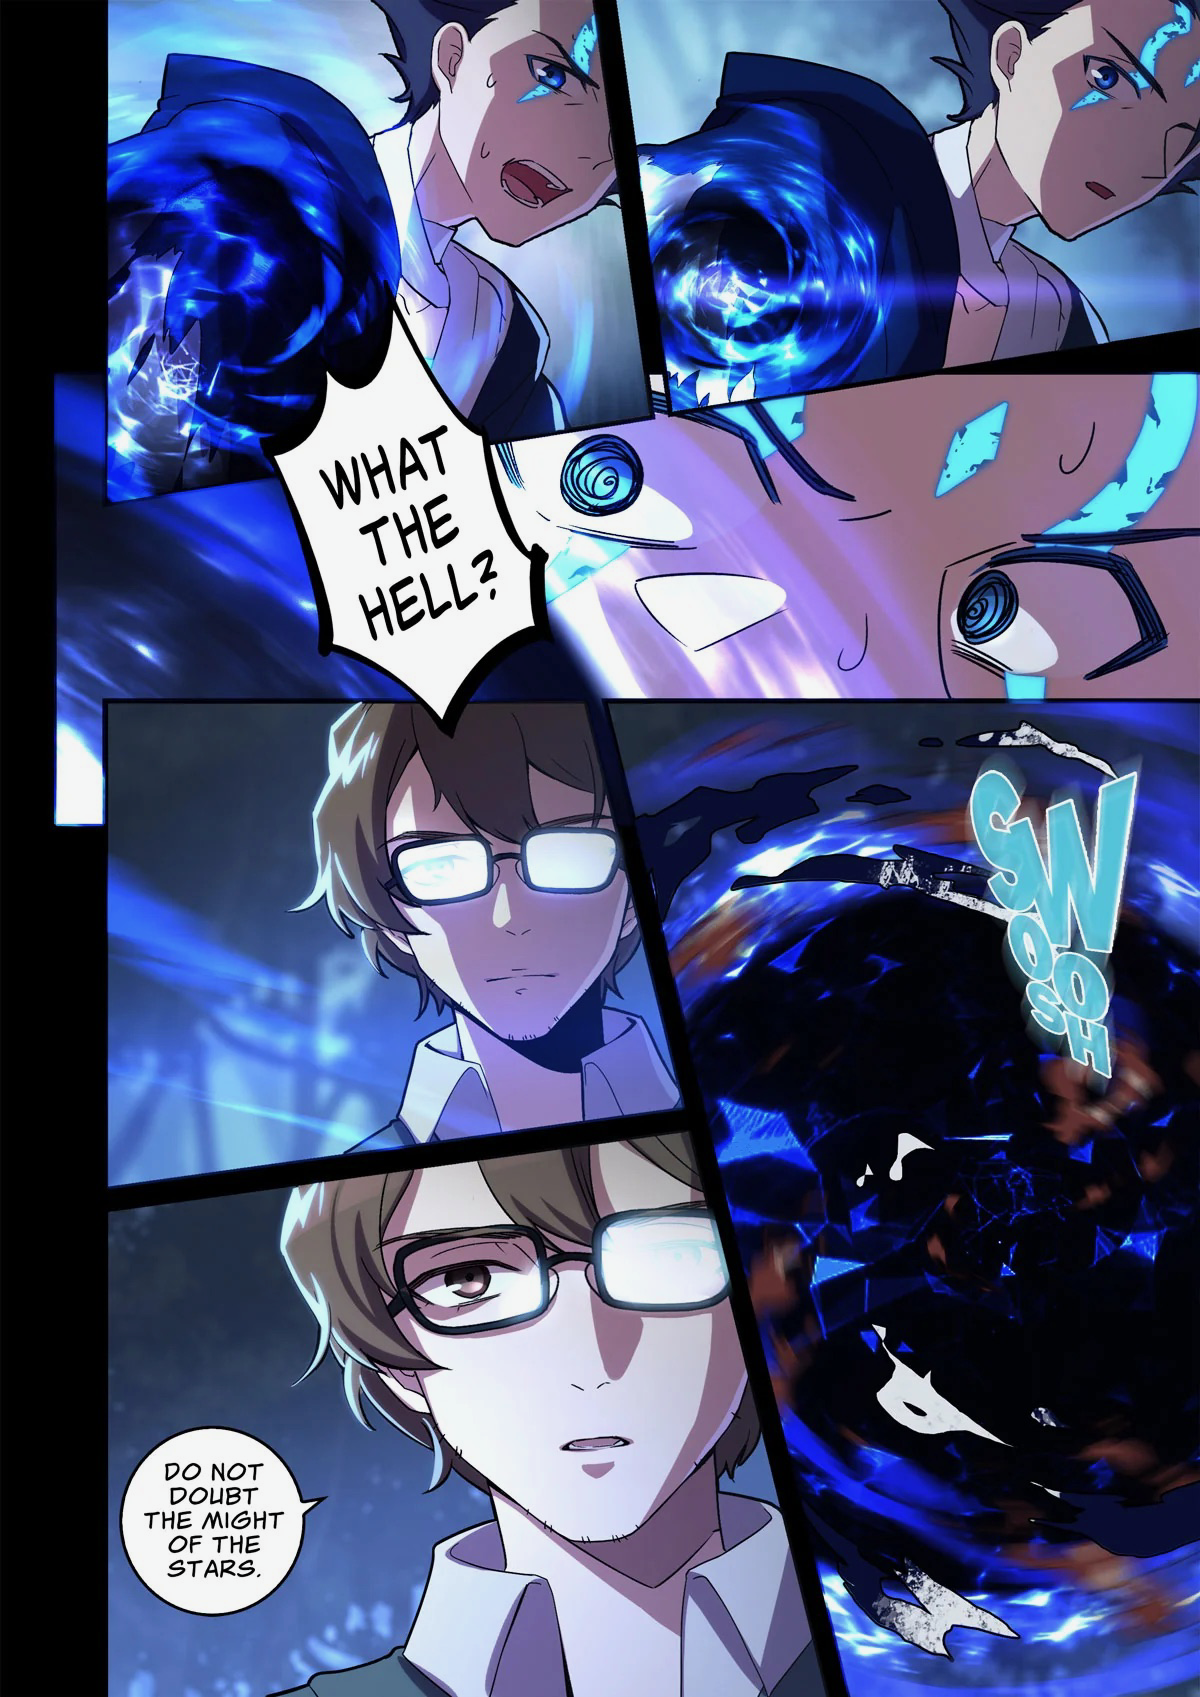 WHAT
THE
HELL?
SWOOSH
DO NOT
DOUBT
THE MIGHT
OF THE
STARS.